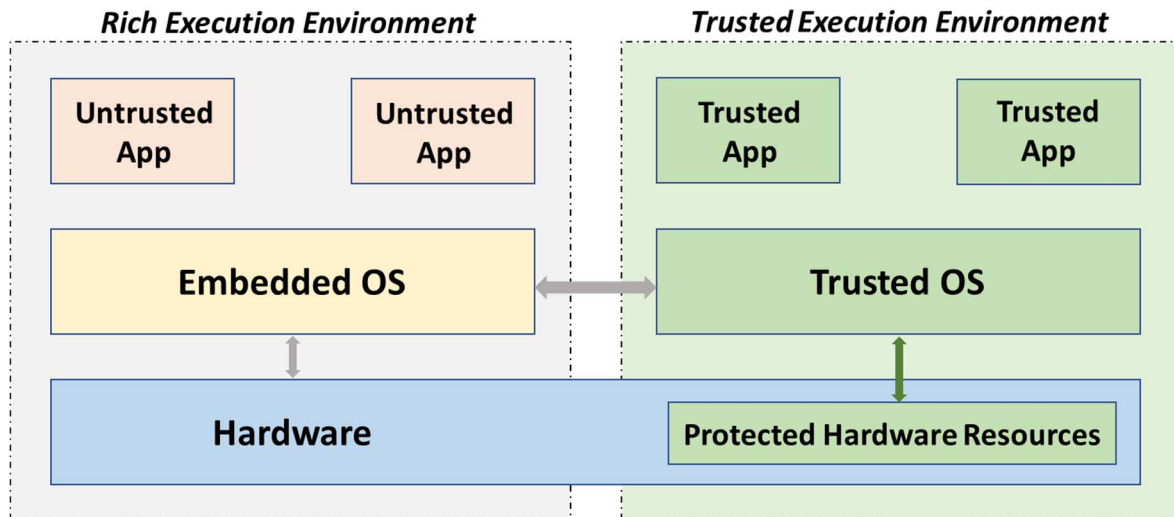 Rich Execution Environment
Trusted Execution Environment
Untrusted
App
Untrusted
App
Trusted
App
Trusted
App
Embedded OS
Trusted OS
Hardware
Protected Hardware Resources